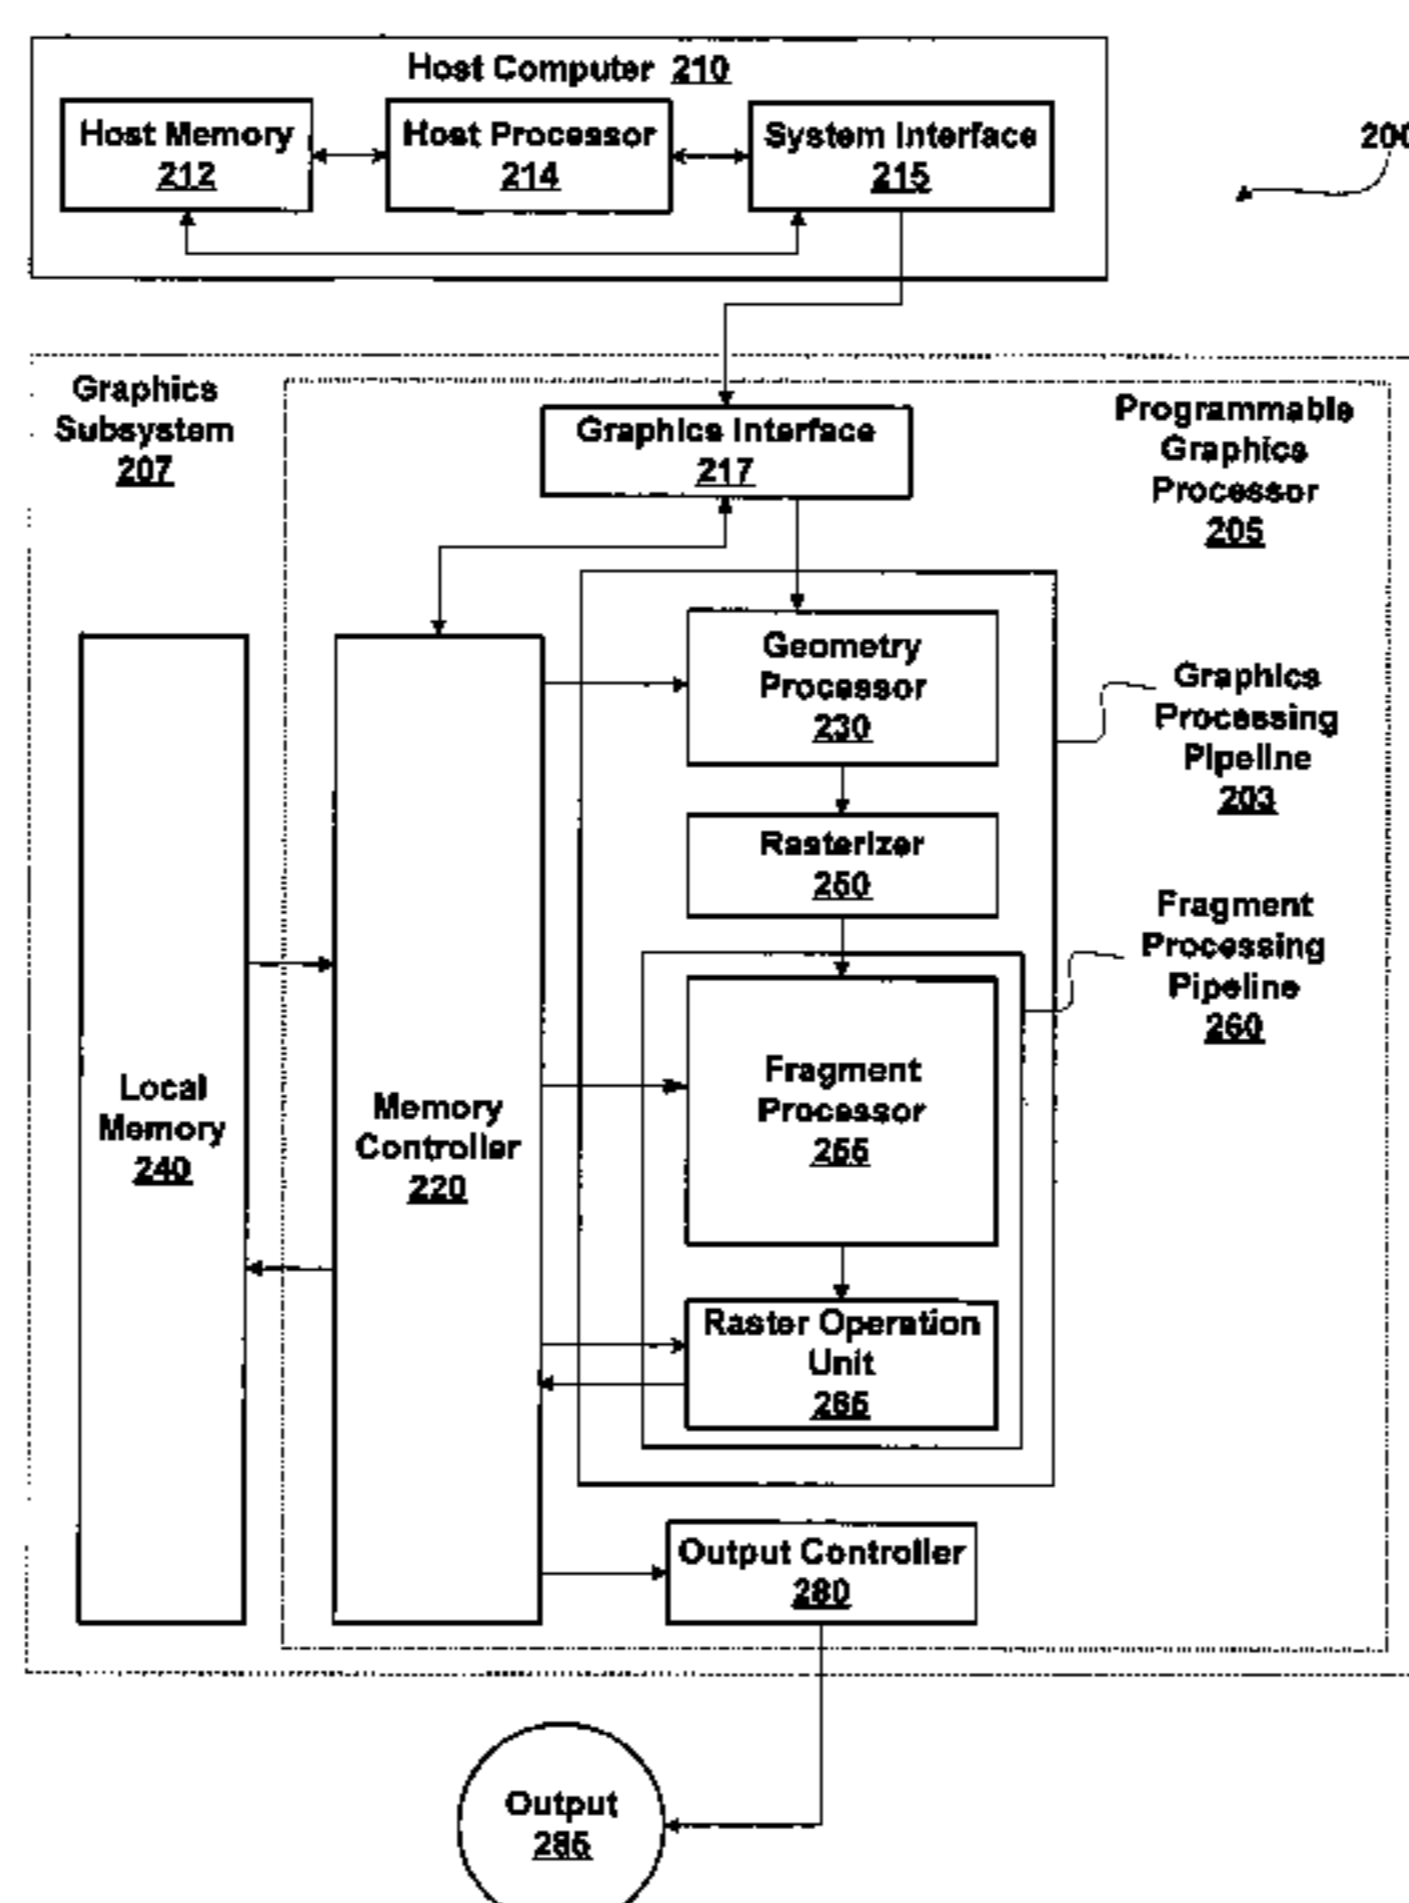 Host Computer 210
Host Memory
212
Host Processor
214
System Interface
215
200
Graphics
Subsystem
207
Graphics Interface
217
Programmable
Graphics
Processor
205
Geometry
Processor
230
Graphics
Processing
Pipeline
203
Rasterizer
250
Fragment
Processing
Pipeline
260
Local
Memory
240
Memory
Controller
220
Fragment
Processor
255
Raster Operation
Unit
265
Output Controller
280
Output
285